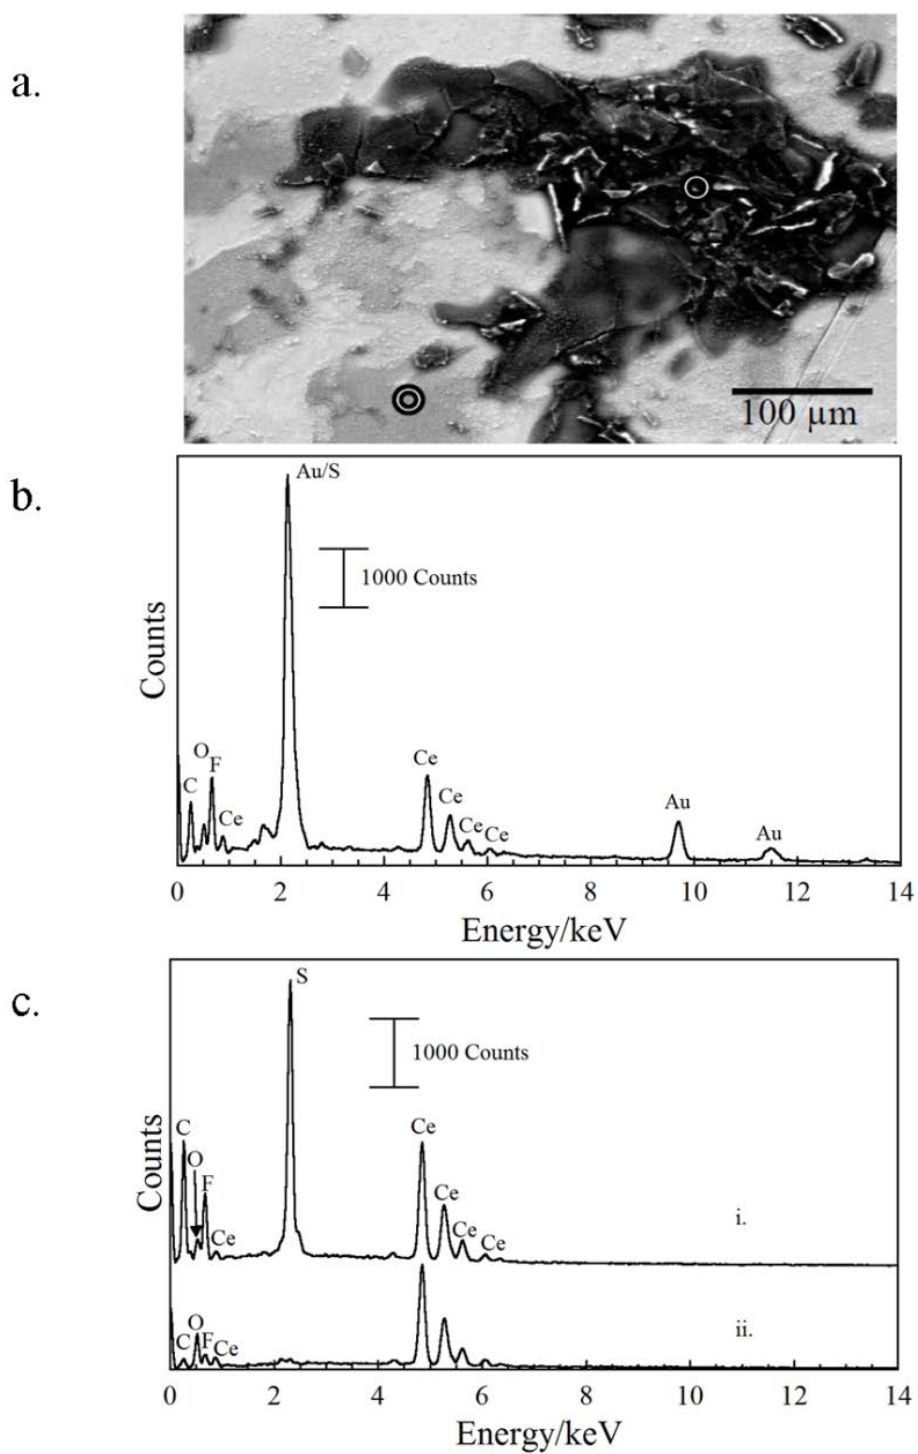 a.
100 µm
b.
Au/S
1000 Counts
Counts
O
F
C
Ce
Ce
Ce
Ce
Ce
Au
Au
0 2 4 6 8 10 12 14
Energy/keV
c.
S
1000 Counts
Counts
C
O
F
Ce
Ce
Ce
Ce
Ce
i.
O
C
F
Ce
ii.
0 2 4 6 8 10 12 14
Energy/keV